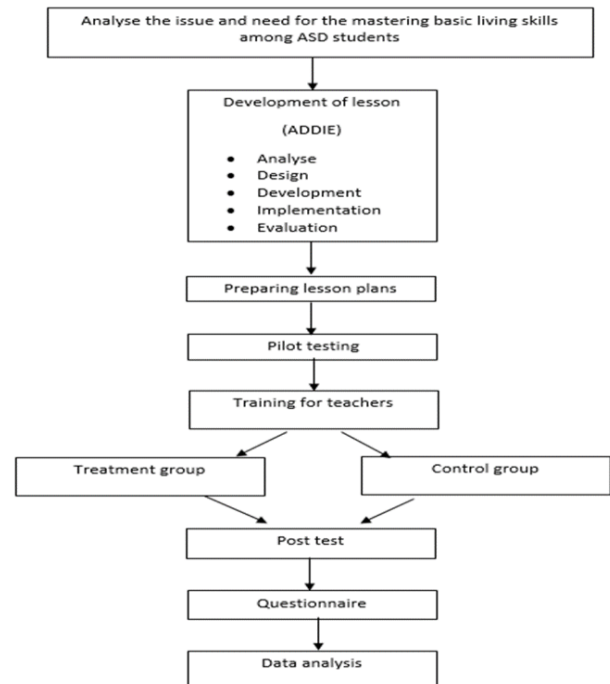 Analyse the issue and need for the mastering basic living skills
among ASD students
Development of lesson
(ADDIE)
● Analyse
● Design
● Development
● Implementation
● Evaluation
Preparing lesson plans
Pilot testing
Training for teachers
Treatment group
Control group
Post test
Questionnaire
Data analysis